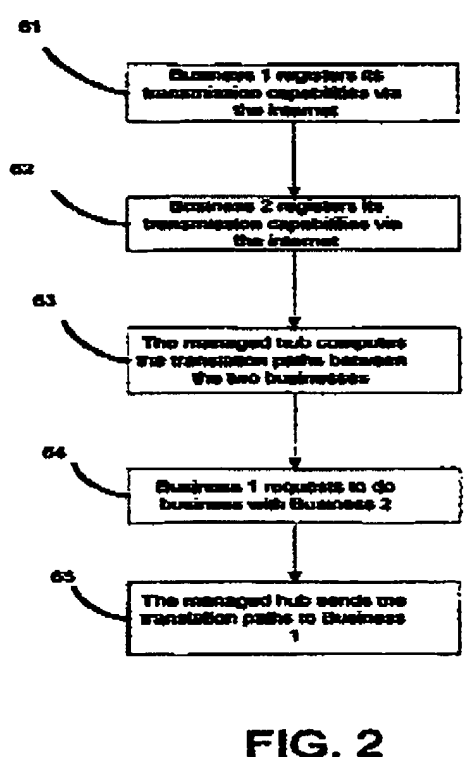 61
Business 1 registers its
transmission capabilities via
the internet
62
Business 2 registers its
transmission capabilities via
the internet
63
The managed hub computes
the translation paths between
the two businesses
64
Business 1 requests to do
business with Business 2
65
The managed hub sends the
translation paths to Business
1
FIG. 2